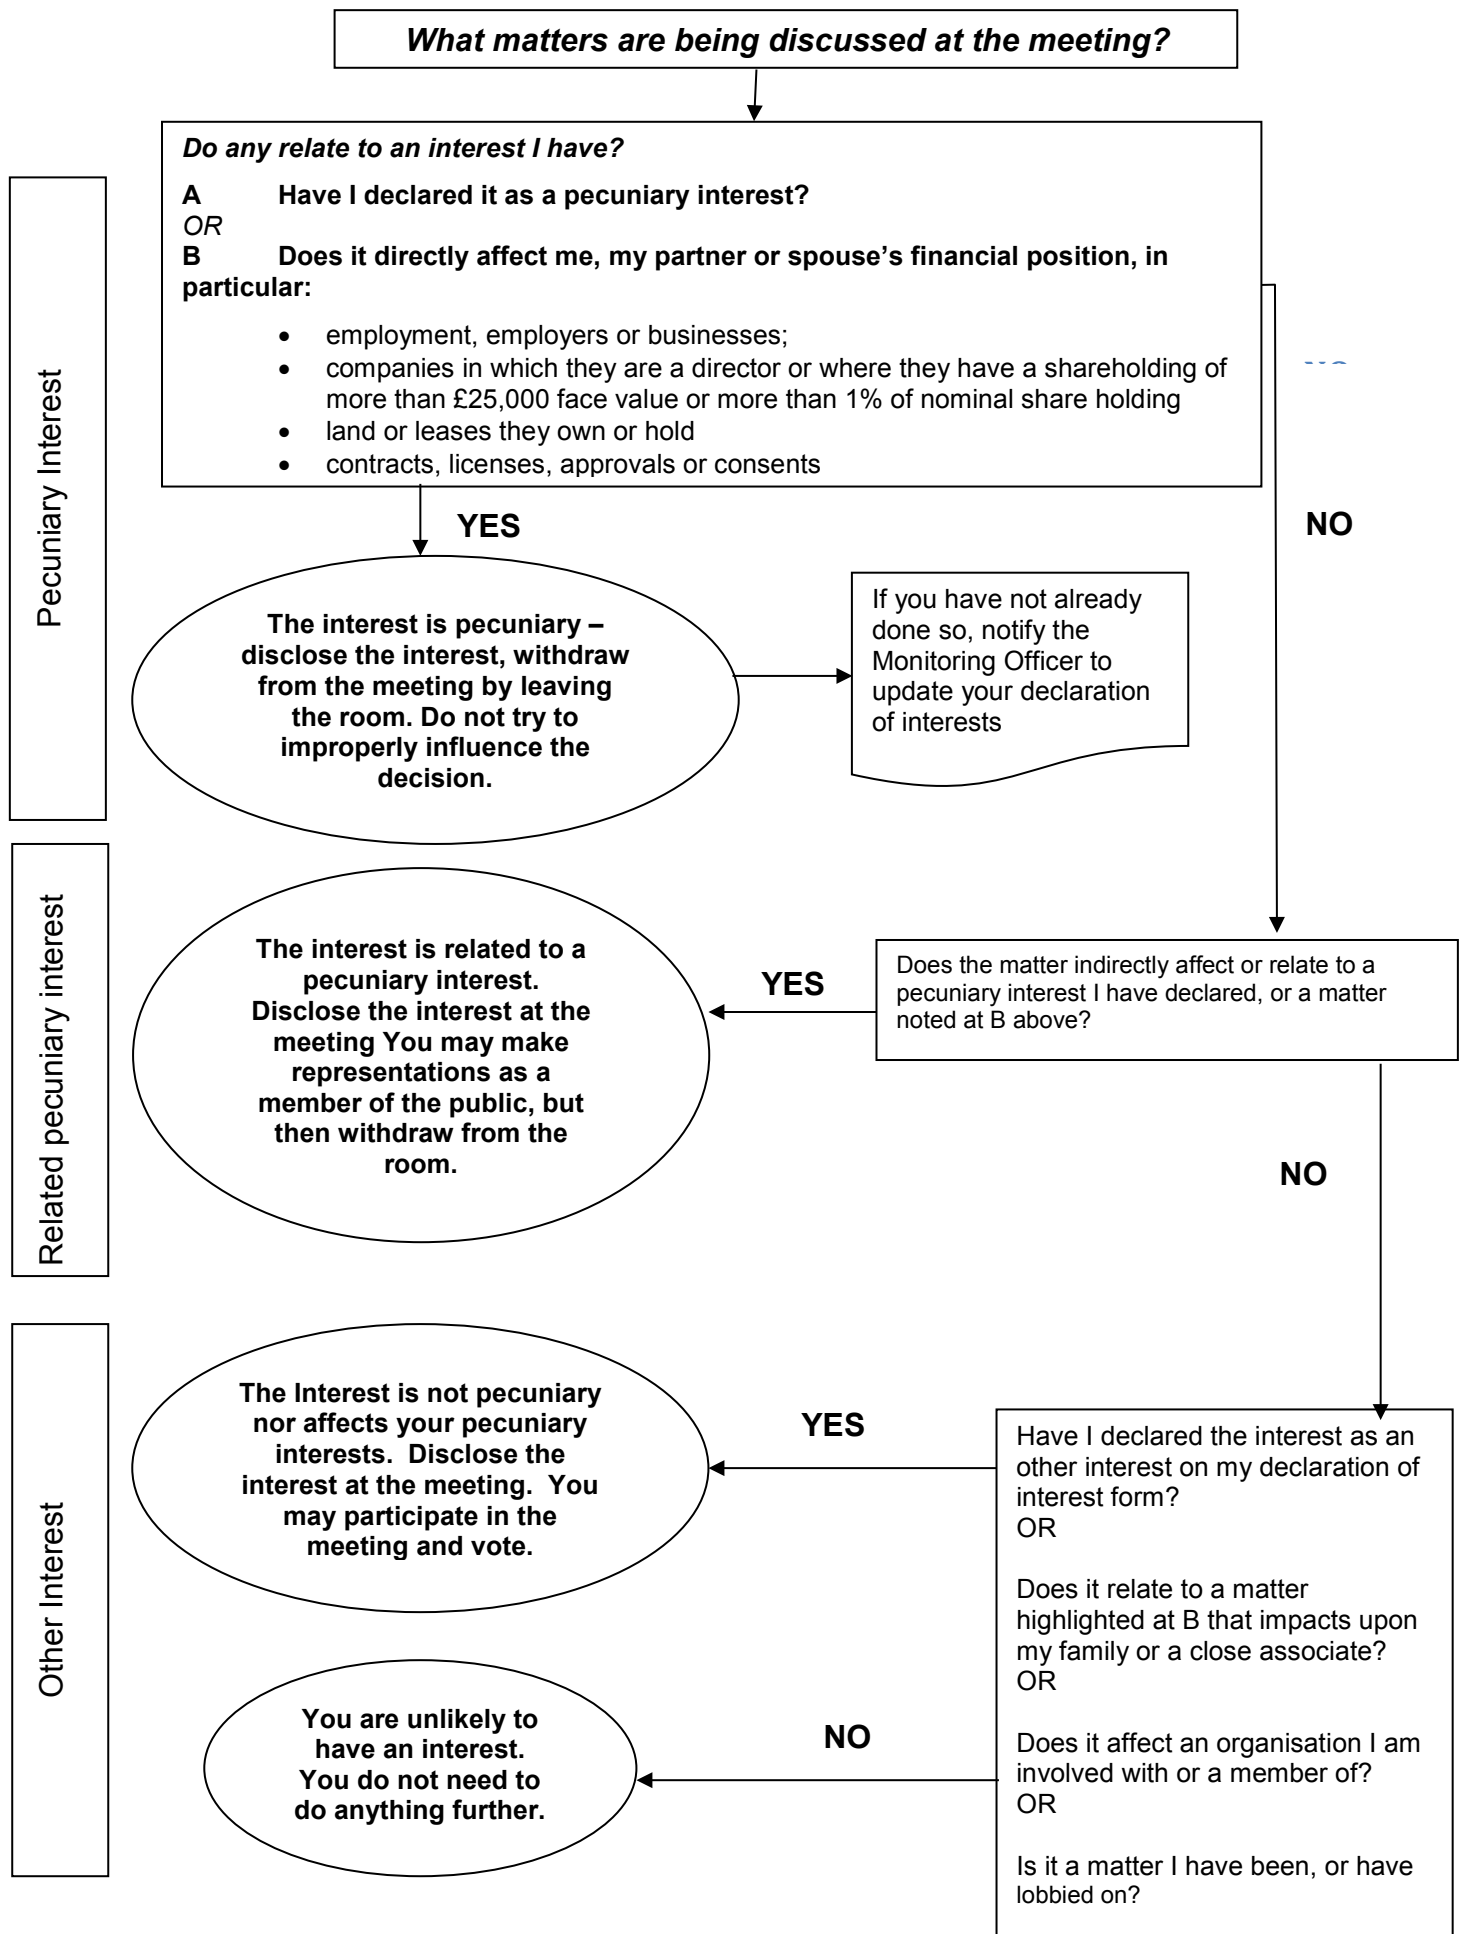 What matters are being discussed at the meeting?
Do any relate to an interest I have?
A Have I declared it as a pecuniary interest?
OR
B Does it directly affect me, my partner or spouse’s financial position, in
particular:
• employment, employers or businesses;
• companies in which they are a director or where they have a shareholding of
more than £25,000 face value or more than 1% of nominal share holding
• land or leases they own or hold
• contracts, licenses, approvals or consents
Pecuniary Interest
YES
NO
The interest is pecuniary –
disclose the interest, withdraw
from the meeting by leaving
the room. Do not try to
improperly influence the
decision.
If you have not already
done so, notify the
Monitoring Officer to
update your declaration
of interests
Related pecuniary interest
The interest is related to a
pecuniary interest.
Disclose the interest at the
meeting You may make
representations as a
member of the public, but
then withdraw from the
room.
YES
Does the matter indirectly affect or relate to a
pecuniary interest I have declared, or a matter
noted at B above?
NO
Other Interest
The Interest is not pecuniary
nor affects your pecuniary
interests. Disclose the
interest at the meeting. You
may participate in the
meeting and vote.
YES
Have I declared the interest as an
other interest on my declaration of
interest form?
OR
Does it relate to a matter
highlighted at B that impacts upon
my family or a close associate?
OR
Does it affect an organisation I am
involved with or a member of?
OR
Is it a matter I have been, or have
lobbied on?
NO
You are unlikely to
have an interest.
You do not need to
do anything further.